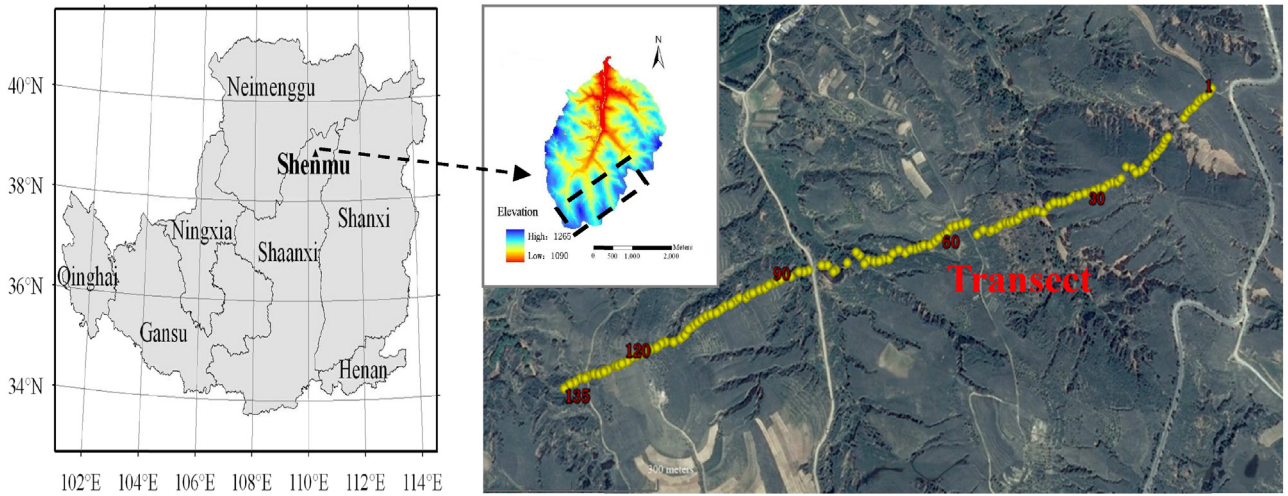 40°N
38°N
36°N
34°N
102°E 104°E 106°E 108°E 110°E 112°E 114°E
Neimenggu
Shenmu
Shanxi
Ningxia
Shaanxi
Qinghai
Gansu
Henan
N
Elevation
High: 1265
Low: 1090
Meters
0 500 1,000 2,000
1
30
60
90
120
135
Transect
300 meters